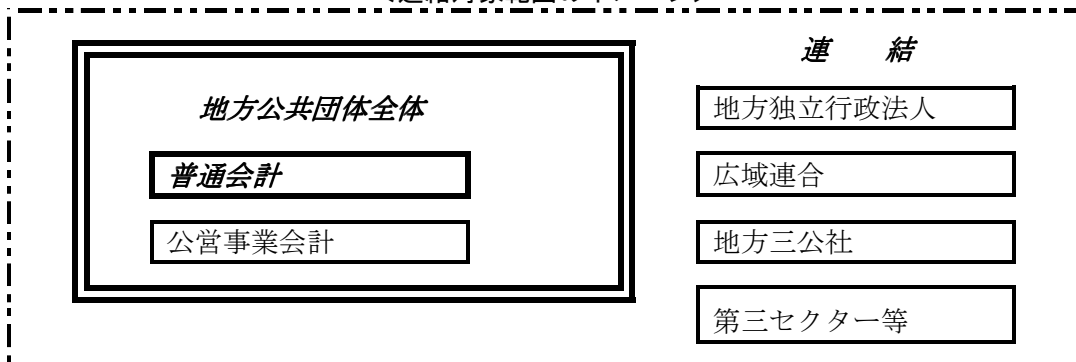 連　結
地方公共団体全体
普通会計
公営事業会計
地方独立行政法人
広域連合
地方三公社
第三セクター等